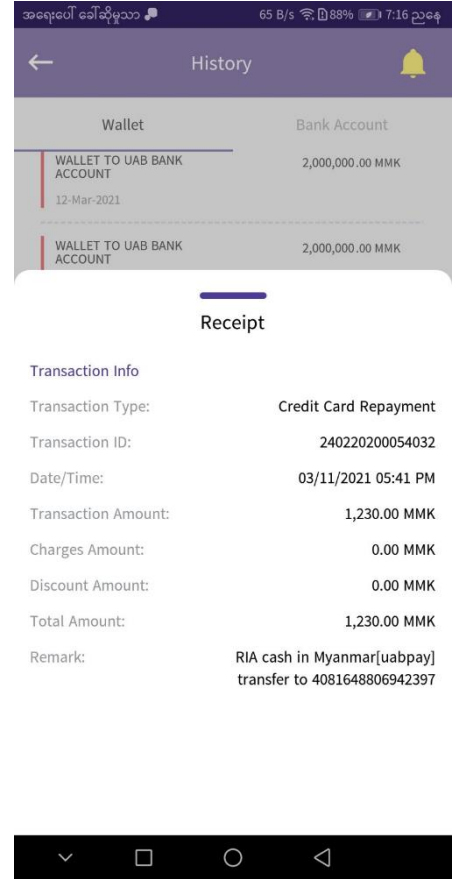 အရေးပေါ် ခေါ်ဆိုမှုသာ 65 B/s 88% 7:16 ညနေ
History
Wallet Bank Account
WALLET TO UAB BANK 2,000,000.00 MMK
ACCOUNT
12-Mar-2021
WALLET TO UAB BANK 2,000,000.00 MMK
ACCOUNT
Receipt
Transaction Info
Transaction Type: Credit Card Repayment
Transaction ID: 240220200054032
Date/Time: 03/11/2021 05:41 PM
Transaction Amount: 1,230.00 MMK
Charges Amount: 0.00 MMK
Discount Amount: 0.00 MMK
Total Amount: 1,230.00 MMK
Remark: RIA cash in Myanmar[uabpay]
transfer to 4081648806942397